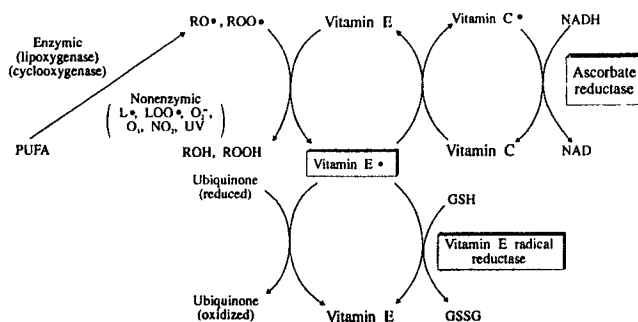 RO•, ROO•
Vitamin E
Vitamin C •
NADH
Enzymic
(lipoxygenase)
(cyclooxygenase)
Ascorbate
reductase
Nonenzymic
L•, LOO•, O₂⁻,
O₃, NO₂, UV
PUFA
ROH, ROOH
Vitamin E •
Vitamin C
NAD
Ubiquinone
(reduced)
GSH
Vitamin E radical
reductase
Ubiquinone
(oxidized)
Vitamin E
GSSG